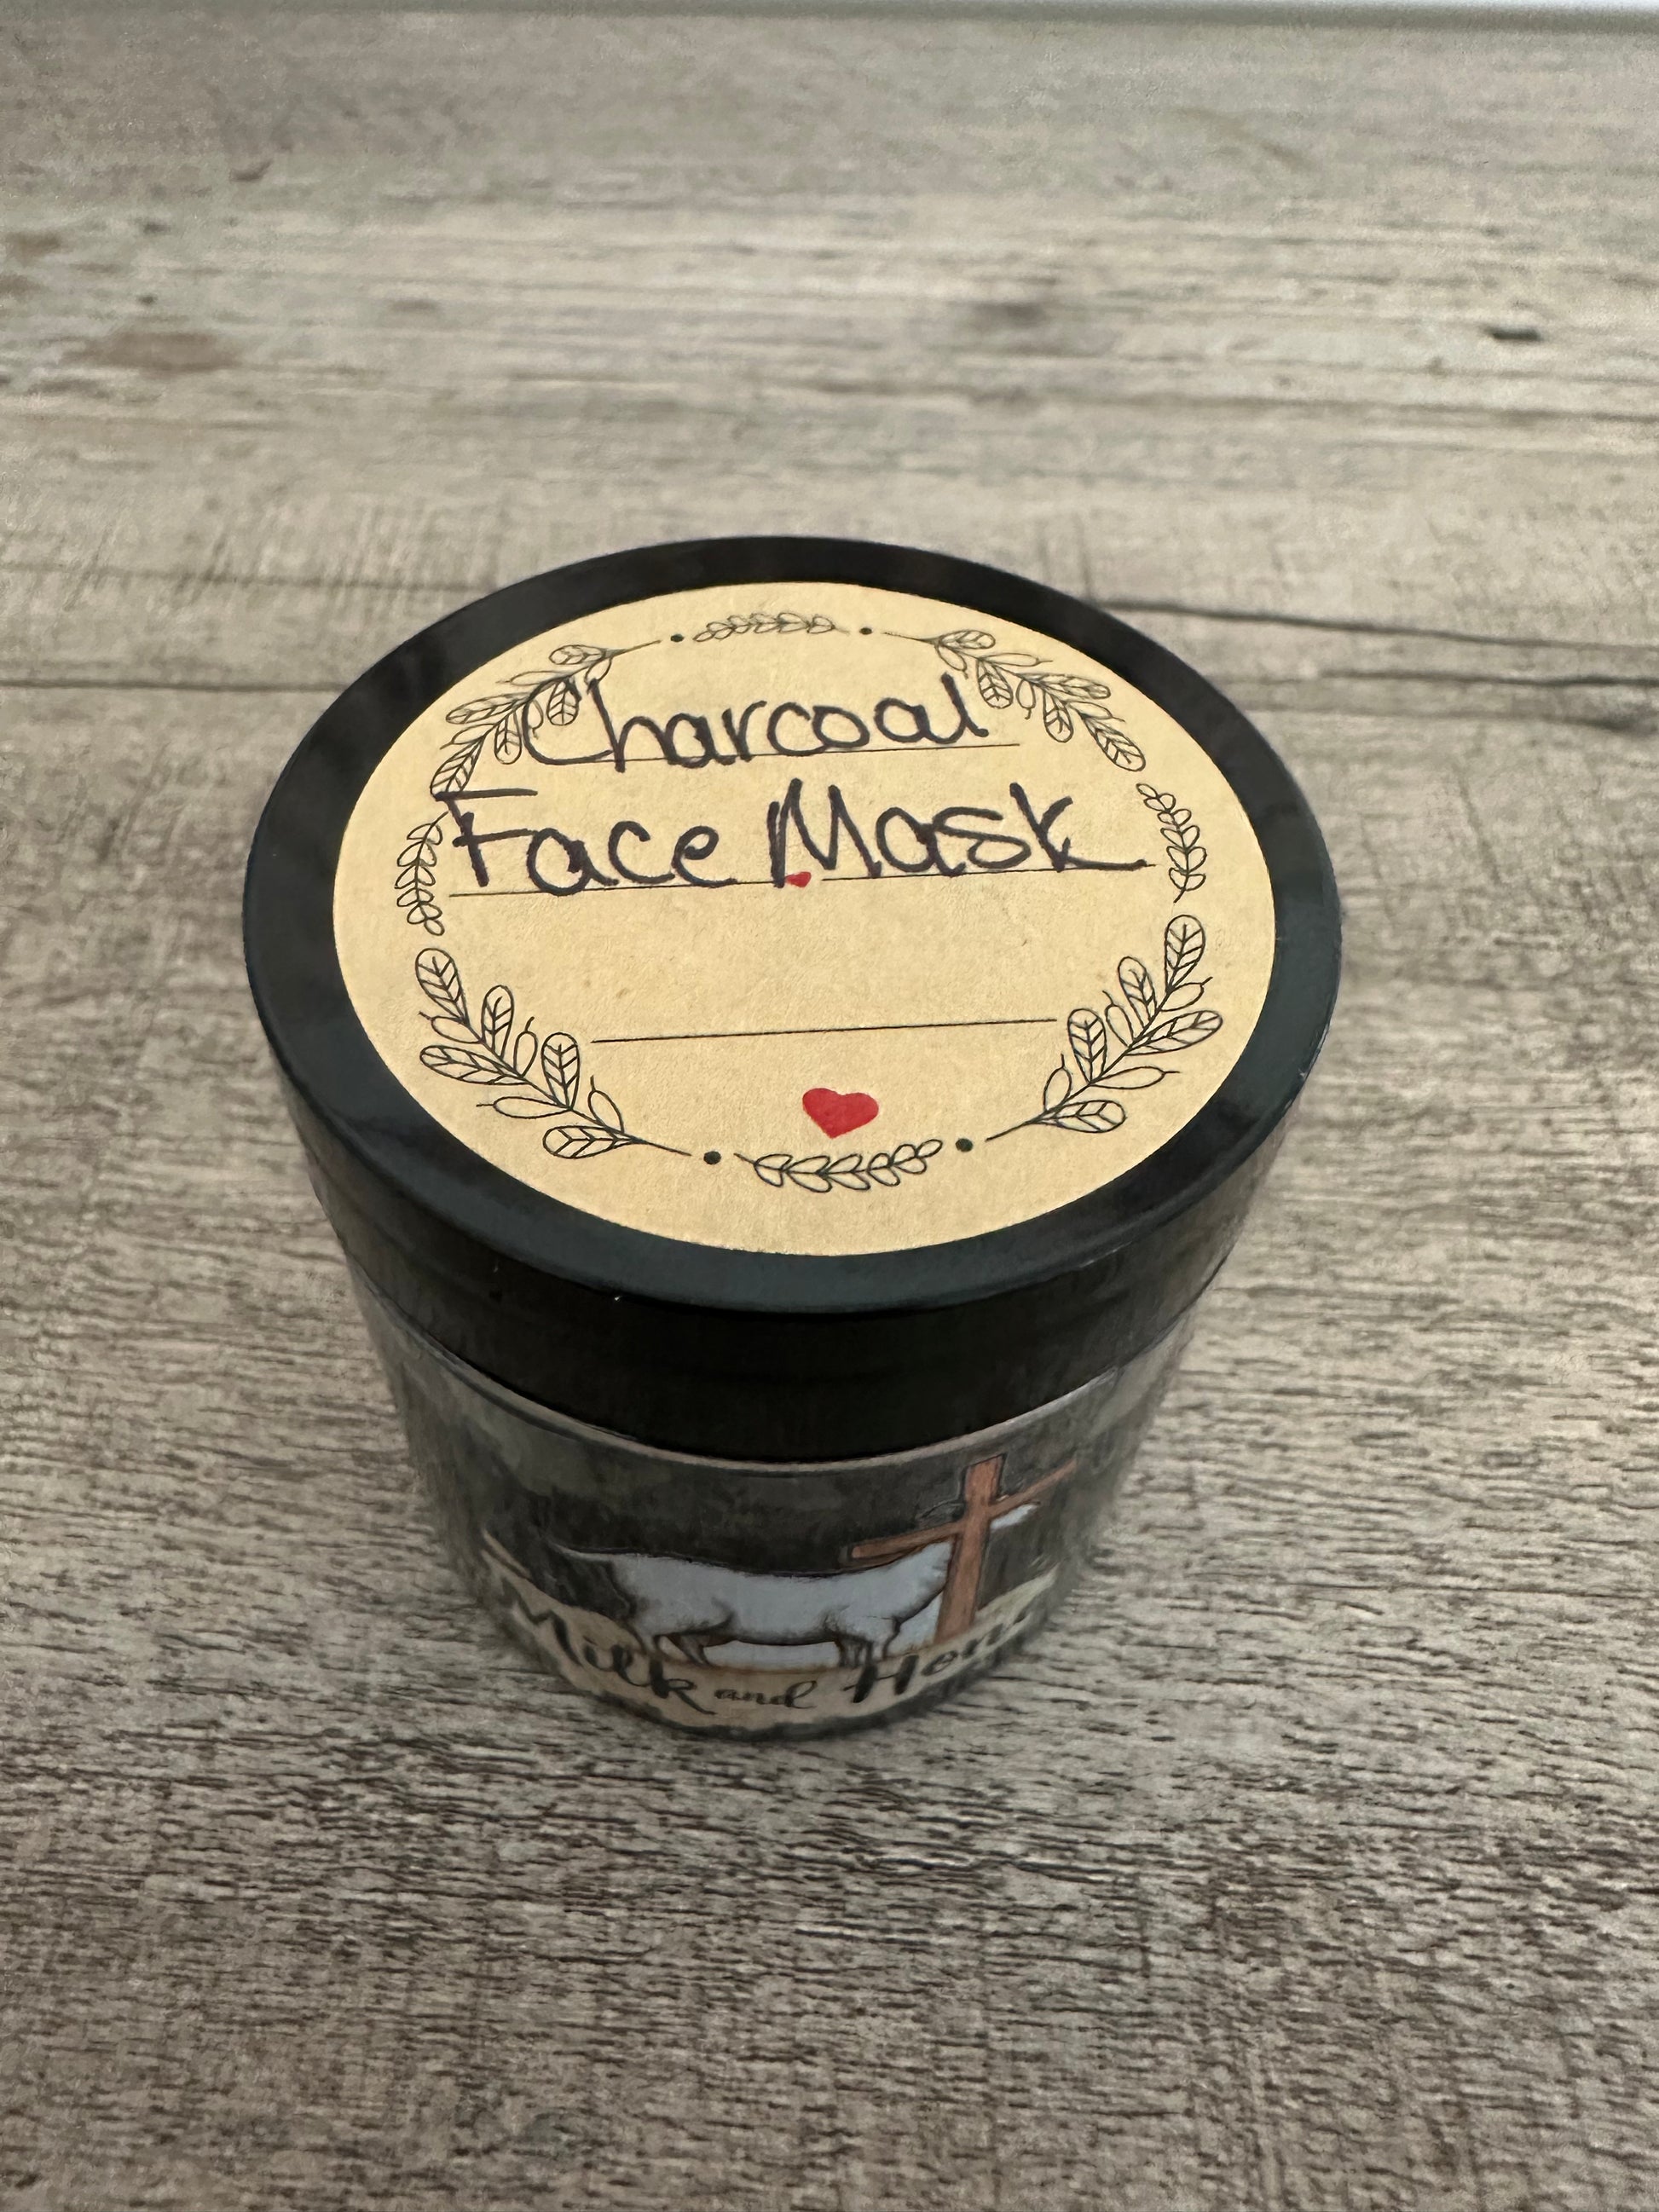 Charcoal
Face Mask
Milk and